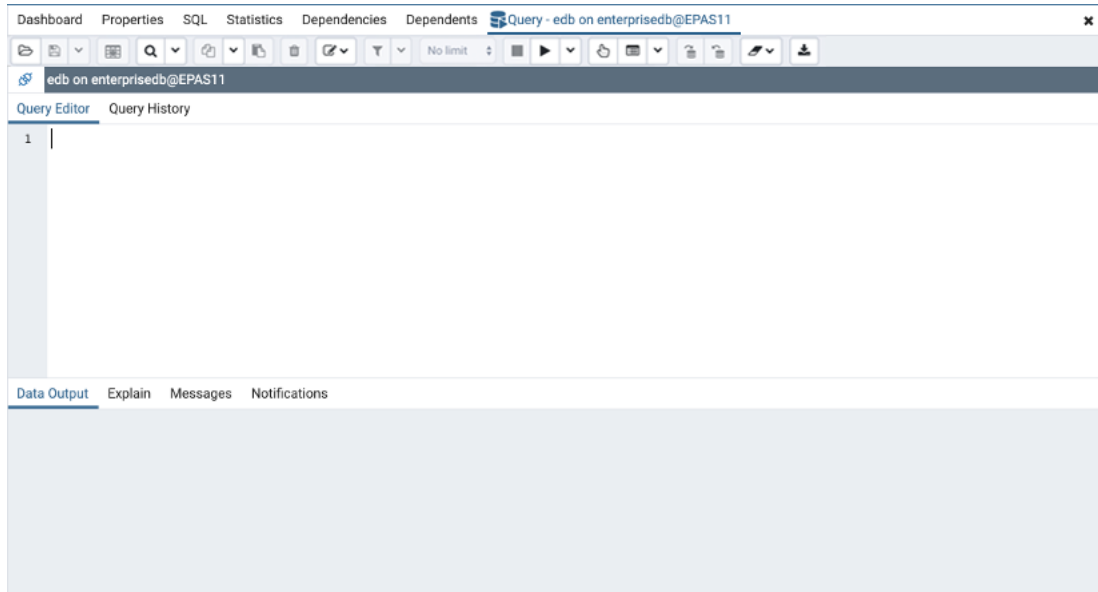 Dashboard Properties SQL Statistics Dependencies Dependents Query - edb on enterprisedb@EPAS11
No limit
edb on enterprisedb@EPAS11
Query Editor Query History
1
Data Output Explain Messages Notifications